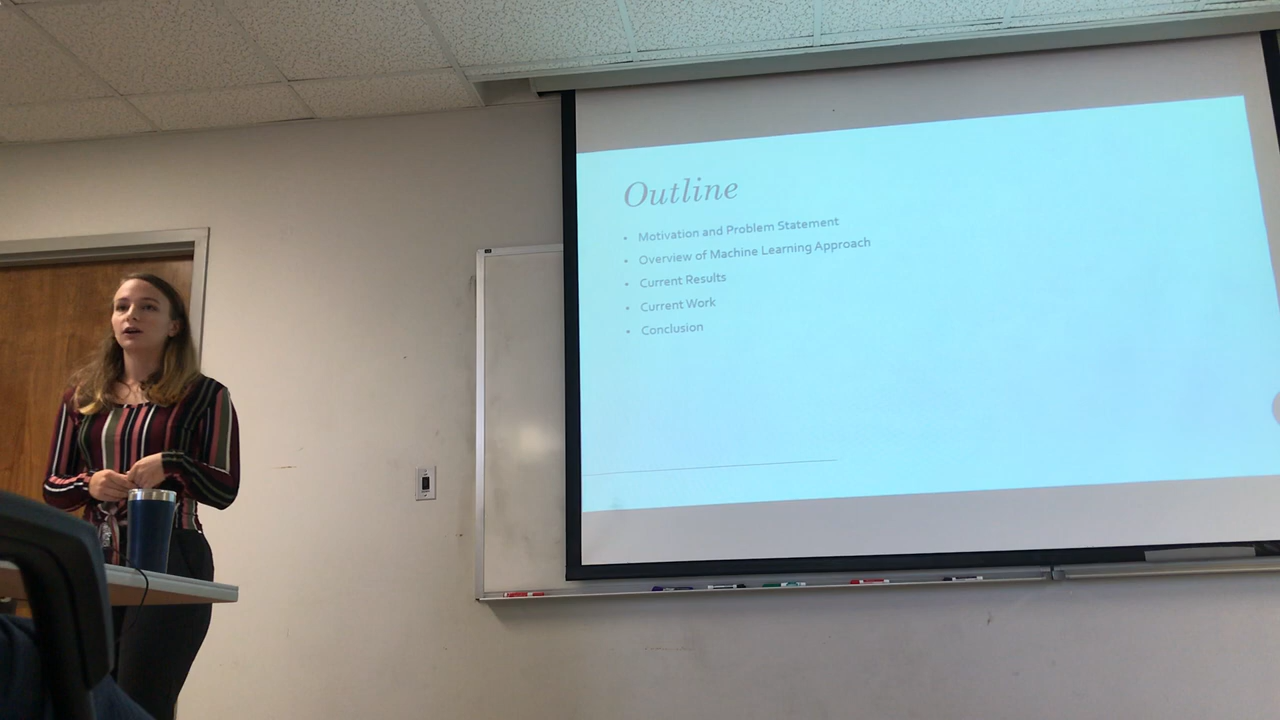 Outline
• Motivation and Problem Statement
• Overview of Machine Learning Approach
• Current Results
• Current Work
• Conclusion